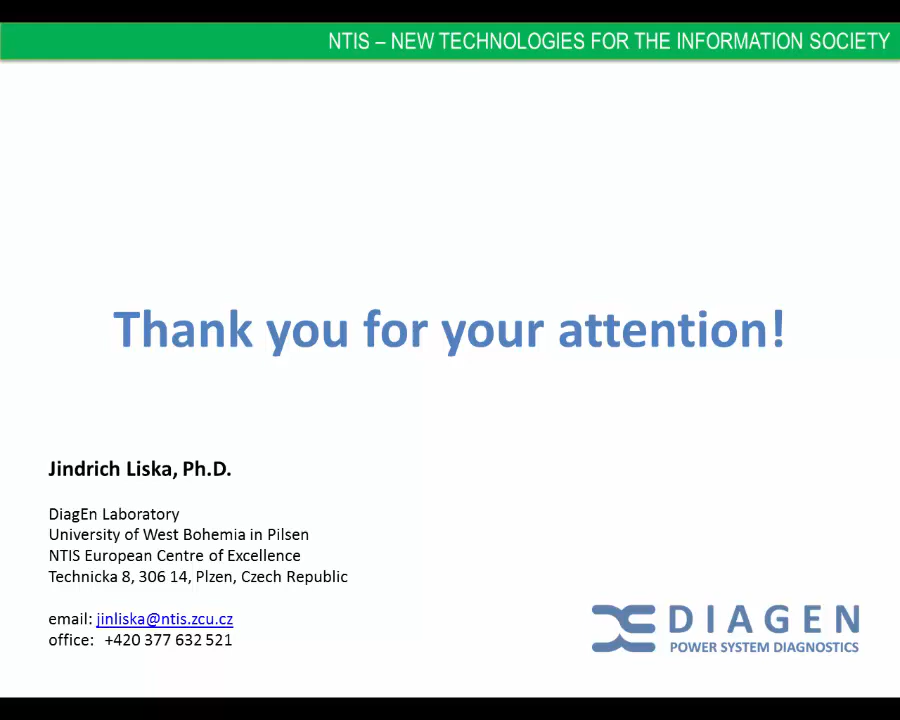 NTIS – NEW TECHNOLOGIES FOR THE INFORMATION SOCIETY
Thank you for your attention!
Jindrich Liska, Ph.D.
DiagEn Laboratory
University of West Bohemia in Pilsen
NTIS European Centre of Excellence
Technicka 8, 306 14, Plzen, Czech Republic
email: jinliska@ntis.zcu.cz
office: +420 377 632 521
DIAGEN
POWER SYSTEM DIAGNOSTICS